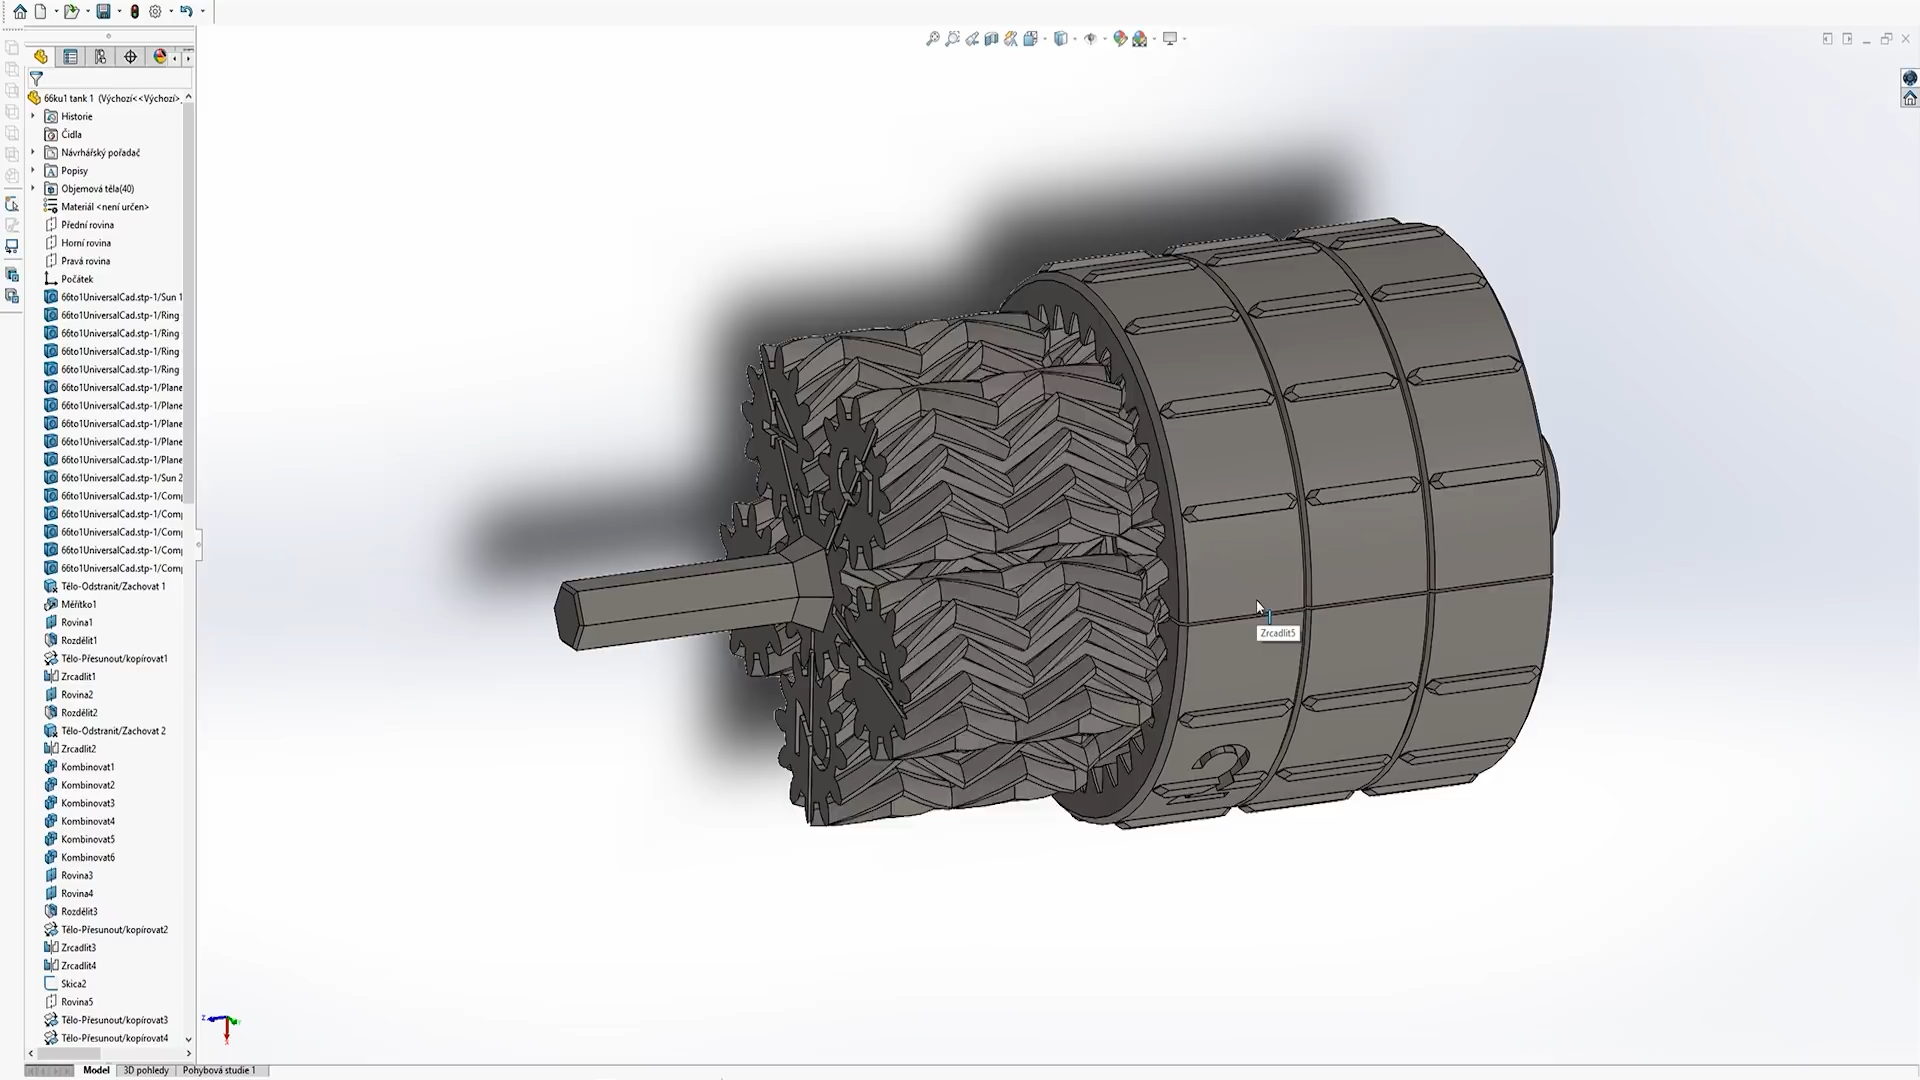 66ku1 tank 1 (Výchozí<<Výchozí>_
Historie
Čidla
Návrhářský pořadač
Popisy
Objemová těla(40)
Materiál <není určen>
Přední rovina
Horní rovina
Pravá rovina
Počátek
66to1UniversalCad.stp-1/Sun 1
66to1UniversalCad.stp-1/Ring
66to1UniversalCad.stp-1/Ring
66to1UniversalCad.stp-1/Ring
66to1UniversalCad.stp-1/Ring
66to1UniversalCad.stp-1/Plane
66to1UniversalCad.stp-1/Plane
66to1UniversalCad.stp-1/Plane
66to1UniversalCad.stp-1/Plane
66to1UniversalCad.stp-1/Plane
66to1UniversalCad.stp-1/Sun 2
66to1UniversalCad.stp-1/Comp
66to1UniversalCad.stp-1/Comp
66to1UniversalCad.stp-1/Comp
66to1UniversalCad.stp-1/Comp
66to1UniversalCad.stp-1/Comp
Tělo-Odstranit/Zachovat 1
Měřítko1
Rovina1
Rozdělit1
Tělo-Přesunout/kopírovat1
Zrcadlit1
Rovina2
Rozdělit2
Tělo-Odstranit/Zachovat 2
Zrcadlit2
Kombinovat1
Kombinovat2
Kombinovat3
Kombinovat4
Kombinovat5
Kombinovat6
Rovina3
Rovina4
Rozdělit3
Tělo-Přesunout/kopírovat2
Zrcadlit3
Zrcadlit4
Skica2
Rovina5
Tělo-Přesunout/kopírovat3
Tělo-Přesunout/kopírovat4
Zrcadlit5
Model
3D pohledy
Pohybová studie 1